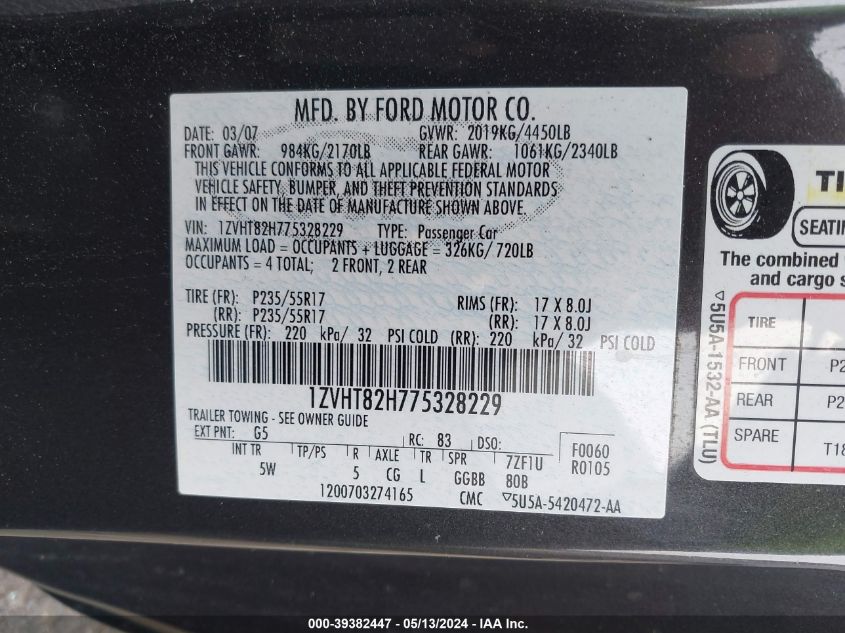 MFD. BY FORD MOTOR CO.
DATE: 03/07 GVWR: 2019KG/4450LB
FRONT GAWR: 984KG/2170LB REAR GAWR: 1061KG/2340LB
THIS VEHICLE CONFORMS TO ALL APPLICABLE FEDERAL MOTOR
VEHICLE SAFETY, BUMPER, AND THEFT PREVENTION STANDARDS
IN EFFECT ON THE DATE OF MANUFACTURE SHOWN ABOVE.
VIN: 1ZVHT82H775328229 TYPE: Passenger Car
MAXIMUM LOAD = OCCUPANTS + LUGGAGE = 326KG/ 720LB
OCCUPANTS = 4 TOTAL; 2 FRONT, 2 REAR
TIRE (FR): P235/55R17 RIMS (FR): 17 X 8.0J
(RR): P235/55R17 (RR): 17 X 8.0J
PRESSURE (FR): 220 kPa/ 32 PSI COLD (RR): 220 kPa/ 32 PSI COLD
1ZVHT82H775328229
TRAILER TOWING - SEE OWNER GUIDE
EXT PNT: G5 RC: 83 DSO: F0060
INT TR TP/PS R AXLE TR SPR 7ZF1U R0105
5W 5 CG L GGBB 80B
1200703274165 CMC ▽5U5A-5420472-AA
TI
SEATIN
The combined
and cargo s
TIRE
FRONT P2
REAR P2
SPARE T18
▽5U5A-1532-AA (TLU)
000-39382447 - 05/13/2024 - IAA Inc.